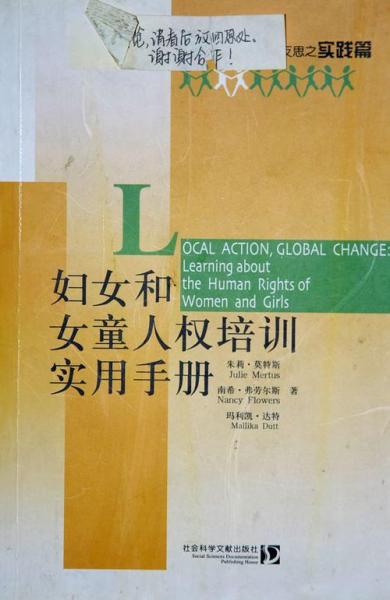 请看后放回原处。
谢谢合作！
反思之实践篇
LOCAL ACTION, GLOBAL CHANGE:
Learning about
the Human Rights of
Women and Girls
妇女和
女童人权培训
实用手册
朱莉·莫特斯
Julie Mertus
南希·弗劳尔斯 著
Nancy Flowers
玛利凯·达特
Mallika Dutt
社会科学文献出版社
Social Sciences Documentation
Publishing House